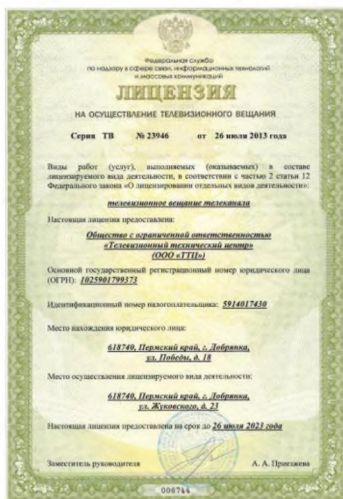 Федеральная служба
по надзору в сфере связи, информационных технологий
и массовых коммуникаций
ЛИЦЕНЗИЯ
НА ОСУЩЕСТВЛЕНИЕ ТЕЛЕВИЗИОННОГО ВЕЩАНИЯ
Серия ТВ № 23946 от 26 июля 2013 года
Виды работ (услуг), выполняемых (оказываемых) в составе
лицензируемого вида деятельности, в соответствии с частью 2 статьи 12
Федерального закона «О лицензировании отдельных видов деятельности»:
телевизионное вещание телеканала
Настоящая лицензия предоставлена:
Общество с ограниченной ответственностью
«Телевизионный технический центр»
(ООО «ТТЦ»)
Основной государственный регистрационный номер юридического лица
(ОГРН): 1025901799373
Идентификационный номер налогоплательщика: 5914017430
Место нахождения юридического лица:
618740, Пермский край, г. Добрянка,
ул. Победы, д. 18
Место осуществления лицензируемого вида деятельности:
618740, Пермский край, г. Добрянка,
ул. Жуковского, д. 23
Настоящая лицензия предоставлена на срок до 26 июля 2023 года
Заместитель руководителя А. А.
006744